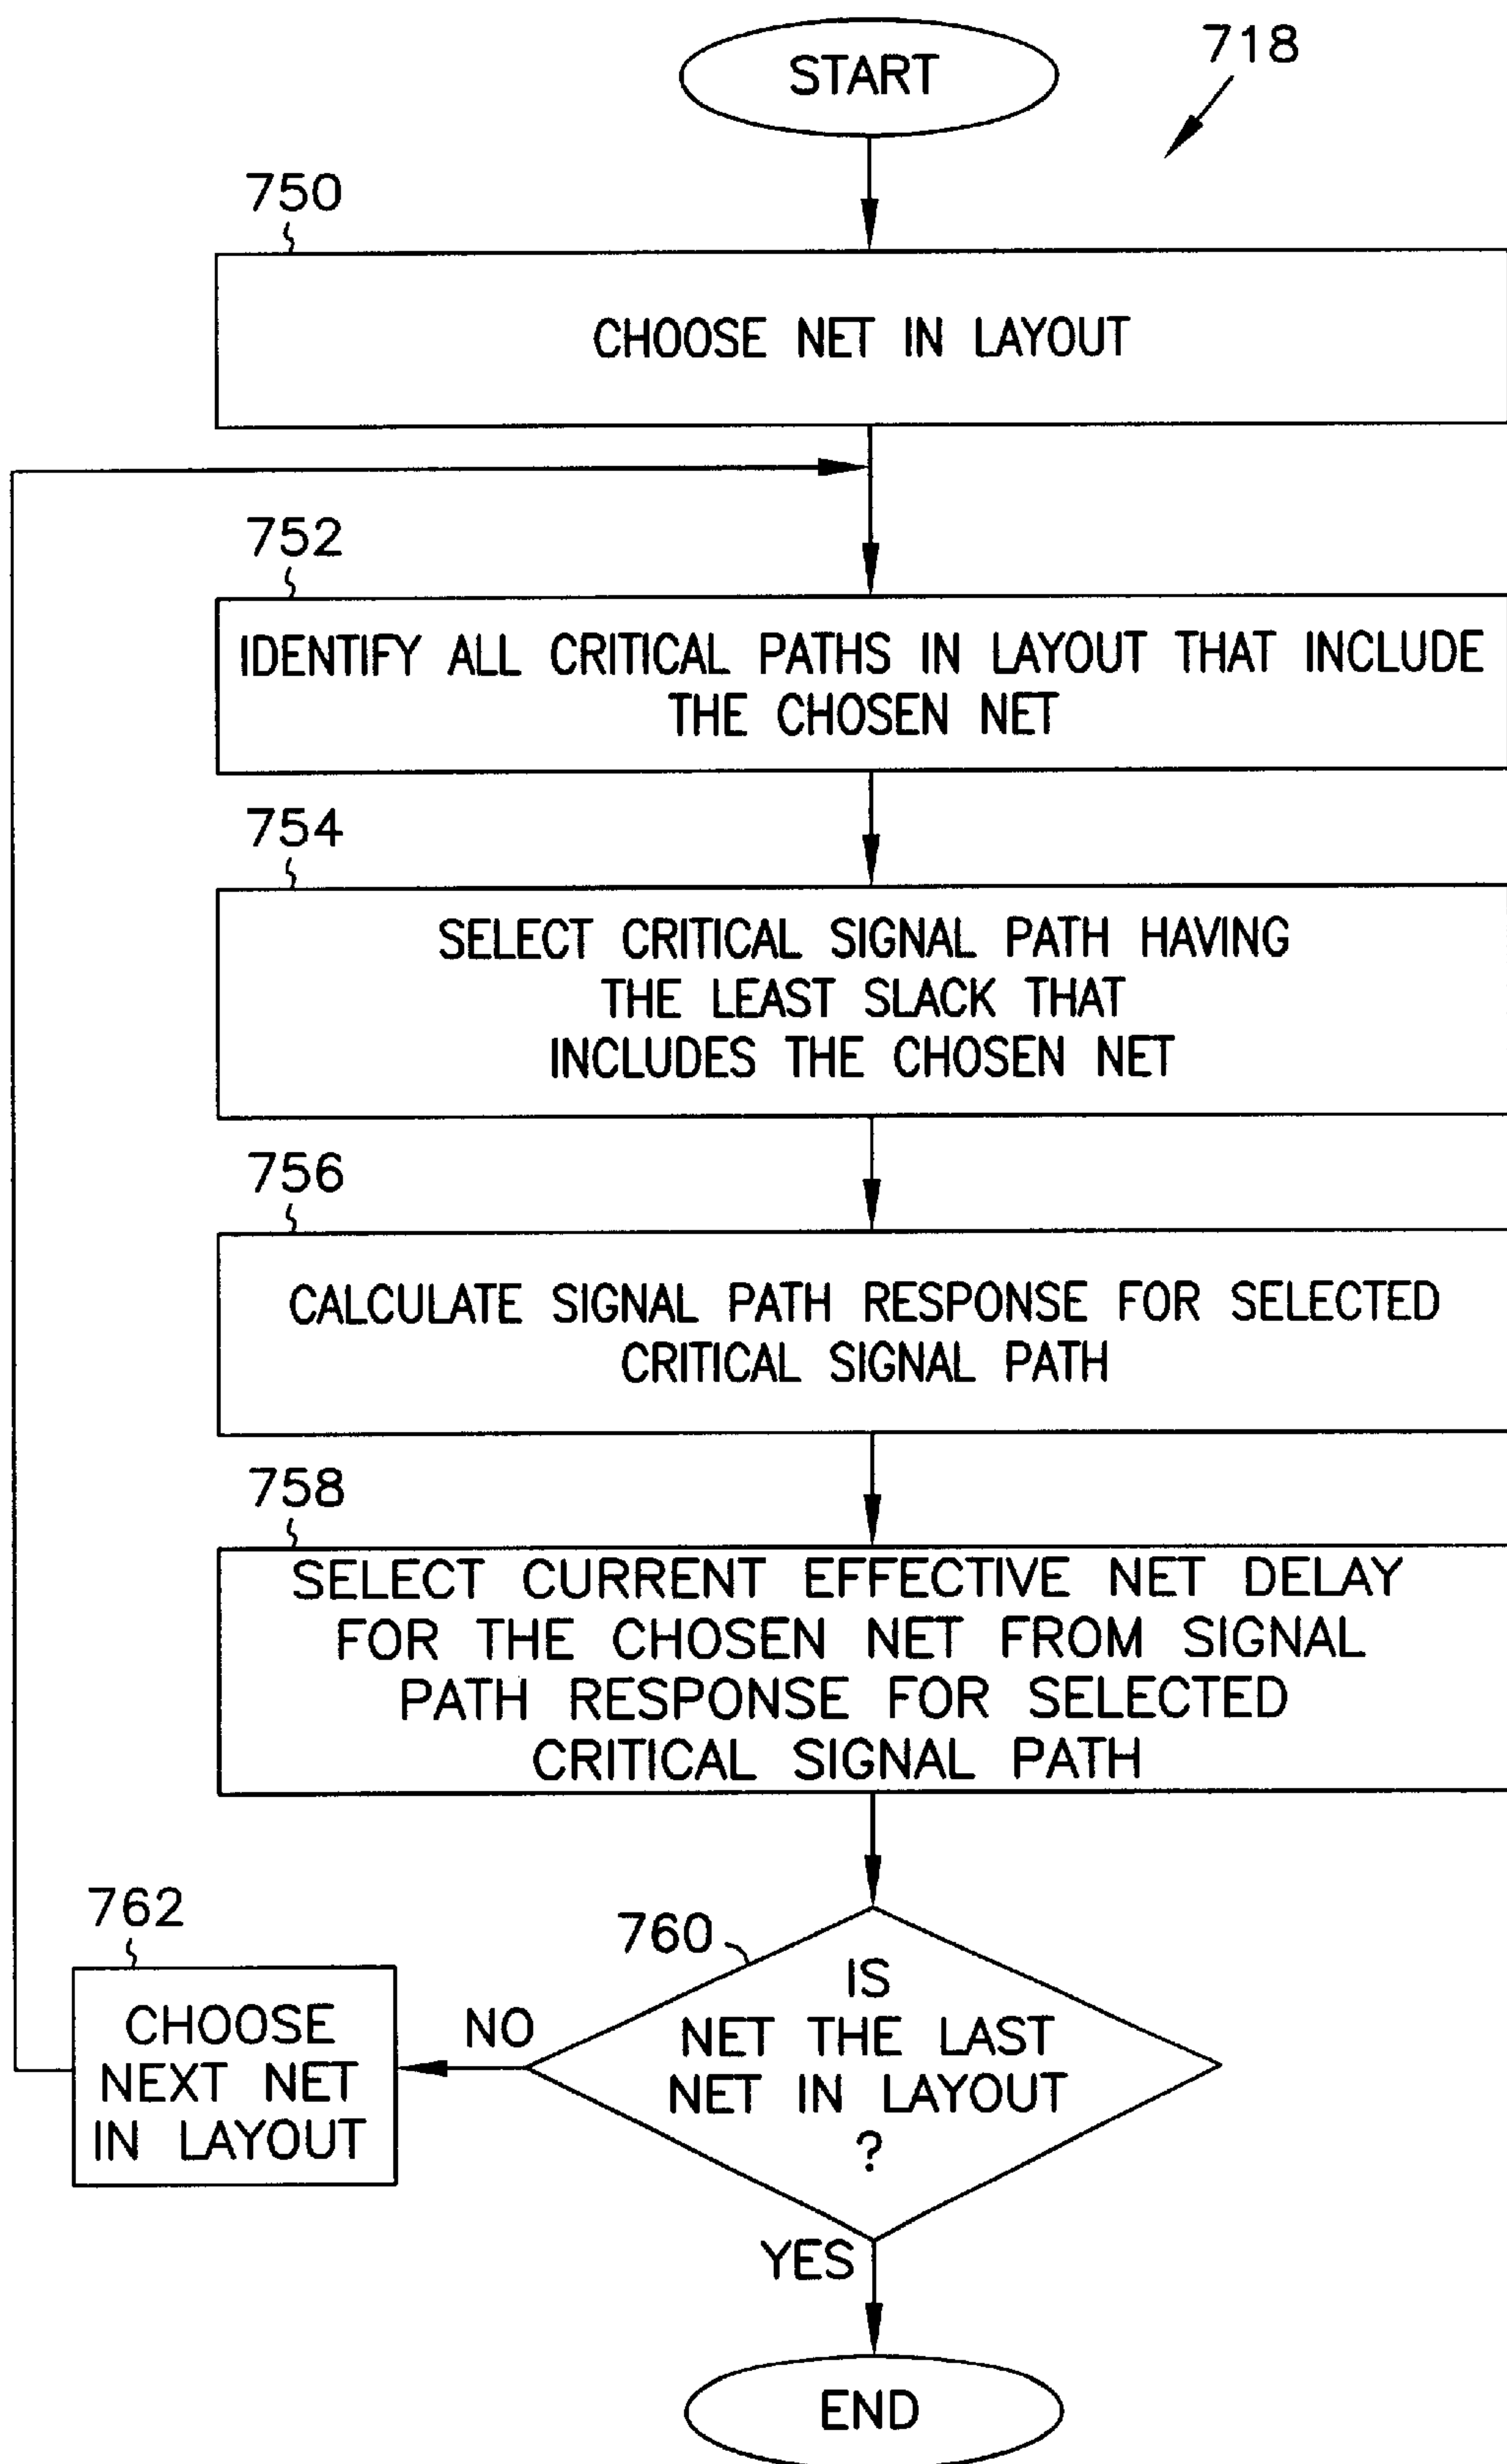 START
718
750
CHOOSE NET IN LAYOUT
752
IDENTIFY ALL CRITICAL PATHS IN LAYOUT THAT INCLUDE
THE CHOSEN NET
754
SELECT CRITICAL SIGNAL PATH HAVING
THE LEAST SLACK THAT
INCLUDES THE CHOSEN NET
756
CALCULATE SIGNAL PATH RESPONSE FOR SELECTED
CRITICAL SIGNAL PATH
758
SELECT CURRENT EFFECTIVE NET DELAY
FOR THE CHOSEN NET FROM SIGNAL
PATH RESPONSE FOR SELECTED
CRITICAL SIGNAL PATH
760
IS
NET THE LAST
NET IN LAYOUT
?
NO
762
CHOOSE
NEXT NET
IN LAYOUT
YES
END